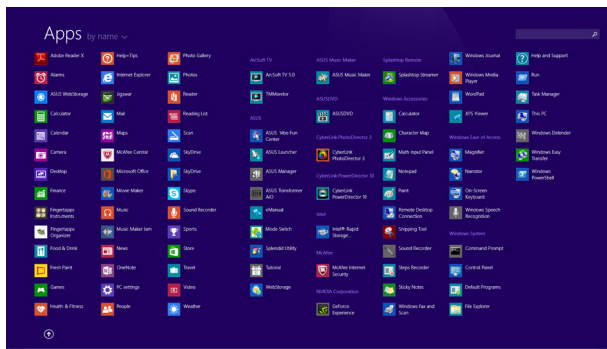 Apps by name
Adobe Reader X
Alarms
ASUS WebStorage
Calculator
Calendar
Camera
Desktop
Finance
Fingertapps
Instruments
Fingertapps
Organizer
Food & Drink
Fresh Paint
Games
Health & Fitness
Help+Tips
Internet Explorer
Jigswar
Mail
Maps
McAfee Central
Microsoft Office
Movie Maker
Music
Music Maker Jam
News
OneNote
PC settings
People
Photo Gallery
Photos
Reader
Reading List
Scan
SkyDrive
SkyDrive
Skype
Sound Recorder
Sports
Store
Travel
Video
Weather
ArcSoft TV
ArcSoft TV 5.0
TMMonitor
ASUS
ASUS Vibe Fun
Center
ASUS Launcher
ASUS Manager
ASUS Transformer
AIO
eManual
Mode Switch
Splendid Utility
Tutorial
WebStorage
ASUS Music Maker
ASUS Music Maker
ASUSDVD
ASUSDVD
CyberLink PhotoDirector 3
CyberLink
PhotoDirector 3
CyberLink PowerDirector 10
CyberLink
PowerDirector 10
Intel
Intel® Rapid
Storage...
McAfee
McAfee Internet
Security
NVIDIA Corporation
GeForce
Experience
Splashtop Remote
Splashtop Streamer
Windows Accessories
Calculator
Character Map
Math Input Panel
Notepad
Paint
Remote Desktop
Connection
Snipping Tool
Sound Recorder
Steps Recorder
Sticky Notes
Windows Fax and
Scan
Windows Journal
Windows Media
Player
WordPad
XPS Viewer
Windows Ease of Access
Magnifier
Narrator
On-Screen
Keyboard
Windows Speech
Recognition
Windows System
Command Prompt
Control Panel
Default Programs
File Explorer
Help and Support
Run
Task Manager
This PC
Windows Defender
Windows Easy
Transfer
Windows
PowerShell